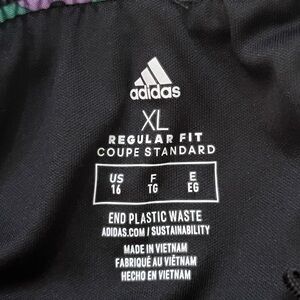 adidas
XL
REGULAR FIT
COUPE STANDARD
US F E
16 TG EG
END PLASTIC WASTE
ADIDAS.COM / SUSTAINABILITY
MADE IN VIETNAM
FABRIQUÉ AU VIÊTNAM
HECHO EN VIETNAM